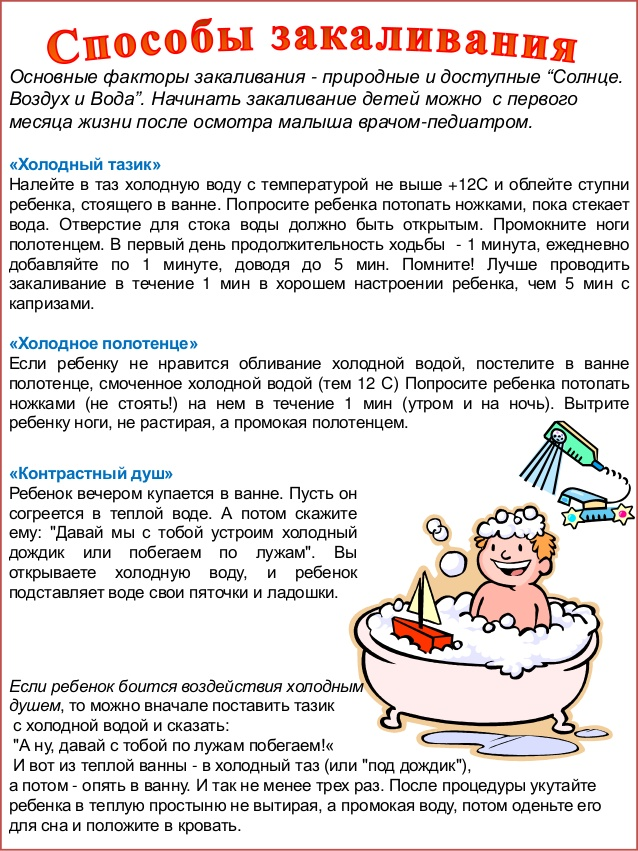 Способы закаливания
Основные факторы закаливания - природные и доступные “Солнце.
Воздух и Вода”. Начинать закаливание детей можно с первого
месяца жизни после осмотра малыша врачом-педиатром.
«Холодный тазик»
Налейте в таз холодную воду с температурой не выше +12С и облейте ступни
ребенка, стоящего в ванне. Попросите ребенка потопать ножками, пока стекает
вода. Отверстие для стока воды должно быть открытым. Промокните ноги
полотенцем. В первый день продолжительность ходьбы - 1 минута, ежедневно
добавляйте по 1 минуте, доводя до 5 мин. Помните! Лучше проводить
закаливание в течение 1 мин в хорошем настроении ребенка, чем 5 мин с
капризами.
«Холодное полотенце»
Если ребенку не нравится обливание холодной водой, постелите в ванне
полотенце, смоченное холодной водой (тем 12 С) Попросите ребенка потопать
ножками (не стоять!) на нем в течение 1 мин (утром и на ночь). Вытрите
ребенку ноги, не растирая, а промокая полотенцем.
«Контрастный душ»
Ребенок вечером купается в ванне. Пусть он
согреется в теплой воде. А потом скажите
ему: "Давай мы с тобой устроим холодный
дождик или побегаем по лужам". Вы
открываете холодную воду, и ребенок
подставляет воде свои пяточки и ладошки.
Если ребенок боится воздействия холодным
душем, то можно вначале поставить тазик
с холодной водой и сказать:
"А ну, давай с тобой по лужам побегаем!«
И вот из теплой ванны - в холодный таз (или "под дождик"),
а потом - опять в ванну. И так не менее трех раз. После процедуры укутайте
ребенка в теплую простыню не вытирая, а промокая воду, потом оденьте его
для сна и положите в кровать.